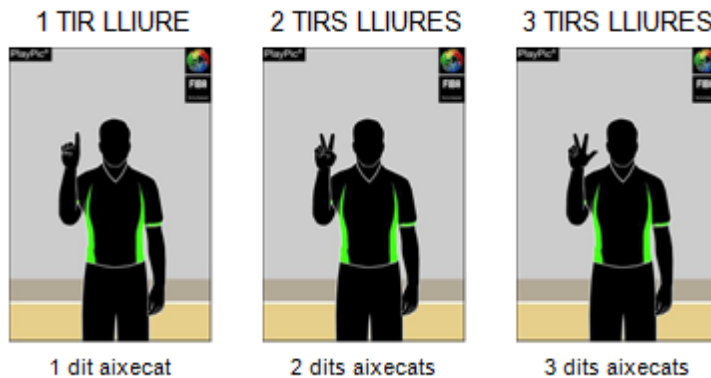 1 TIR LLIURE
2 TIRS LLIURES
3 TIRS LLIURES
PlayPic®
FIBA
PlayPic®
FIBA
PlayPic®
FIBA
1 dit aixecat
2 dits aixecats
3 dits aixecats